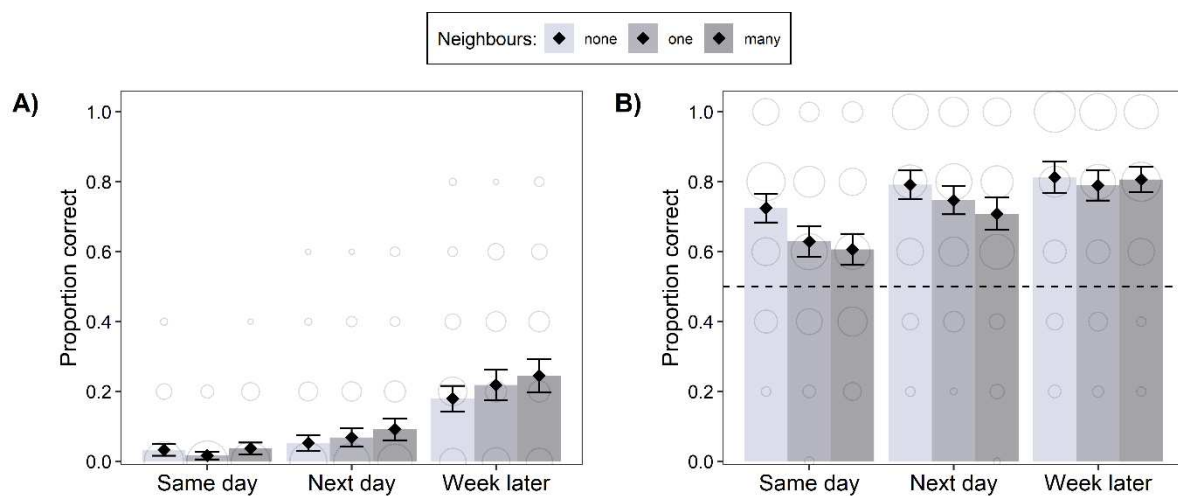 Neighbours: none one many
A)
Proportion correct
1.0
0.8
0.6
0.4
0.2
0.0
Same day Next day Week later
B)
Proportion correct
1.0
0.8
0.6
0.4
0.2
0.0
Same day Next day Week later